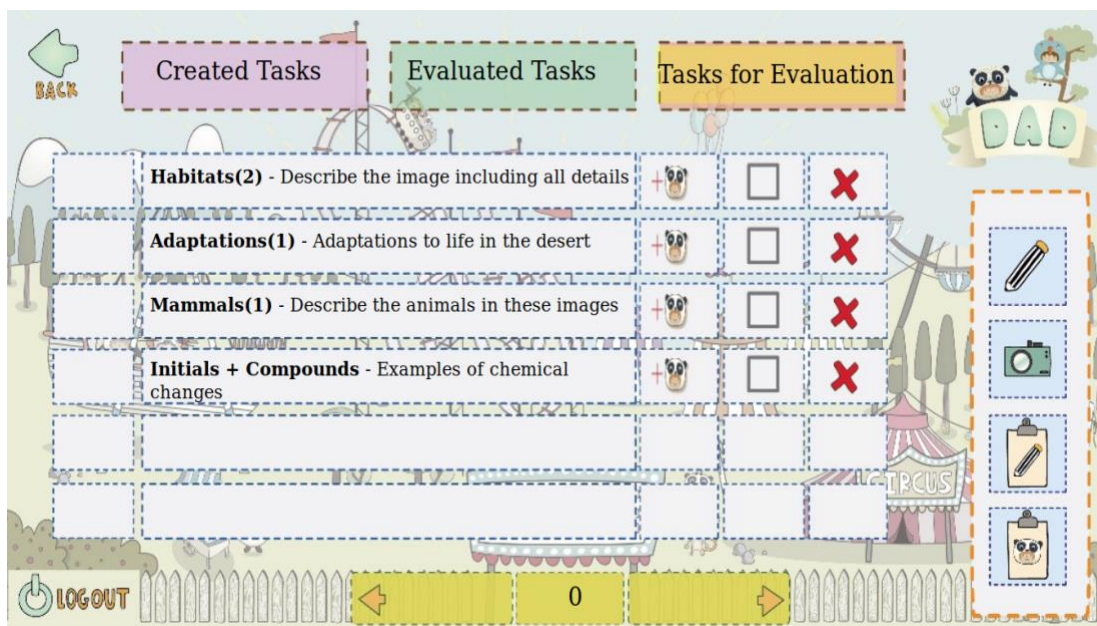 BACK
Created Tasks
Evaluated Tasks
Tasks for Evaluation
DAD
Habitats(2) - Describe the image including all details
Adaptations(1) - Adaptations to life in the desert
Mammals(1) - Describe the animals in these images
Initials + Compounds - Examples of chemical
changes
CIRCUS
LOGOUT
0